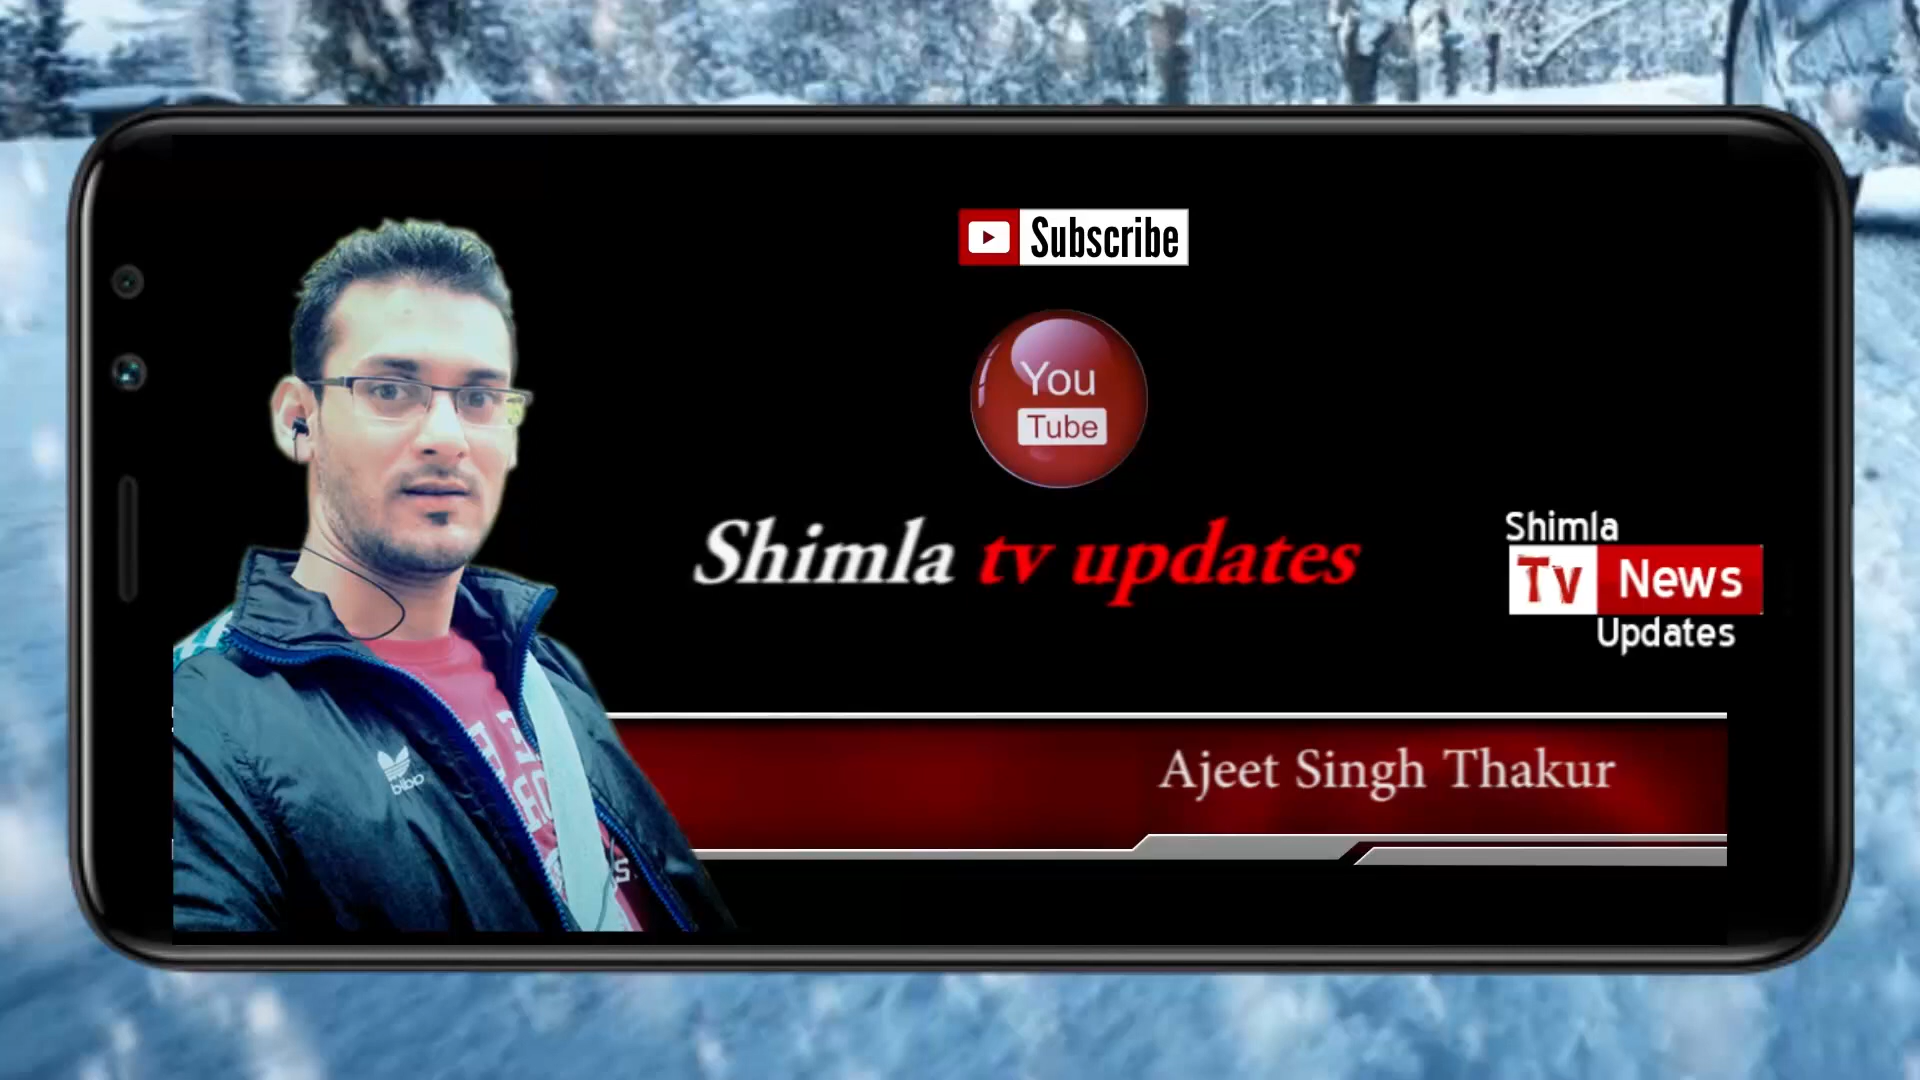 Subscribe
You
Tube
Shimla tv updates
Shimla
Tv News
Updates
Ajeet Singh Thakur